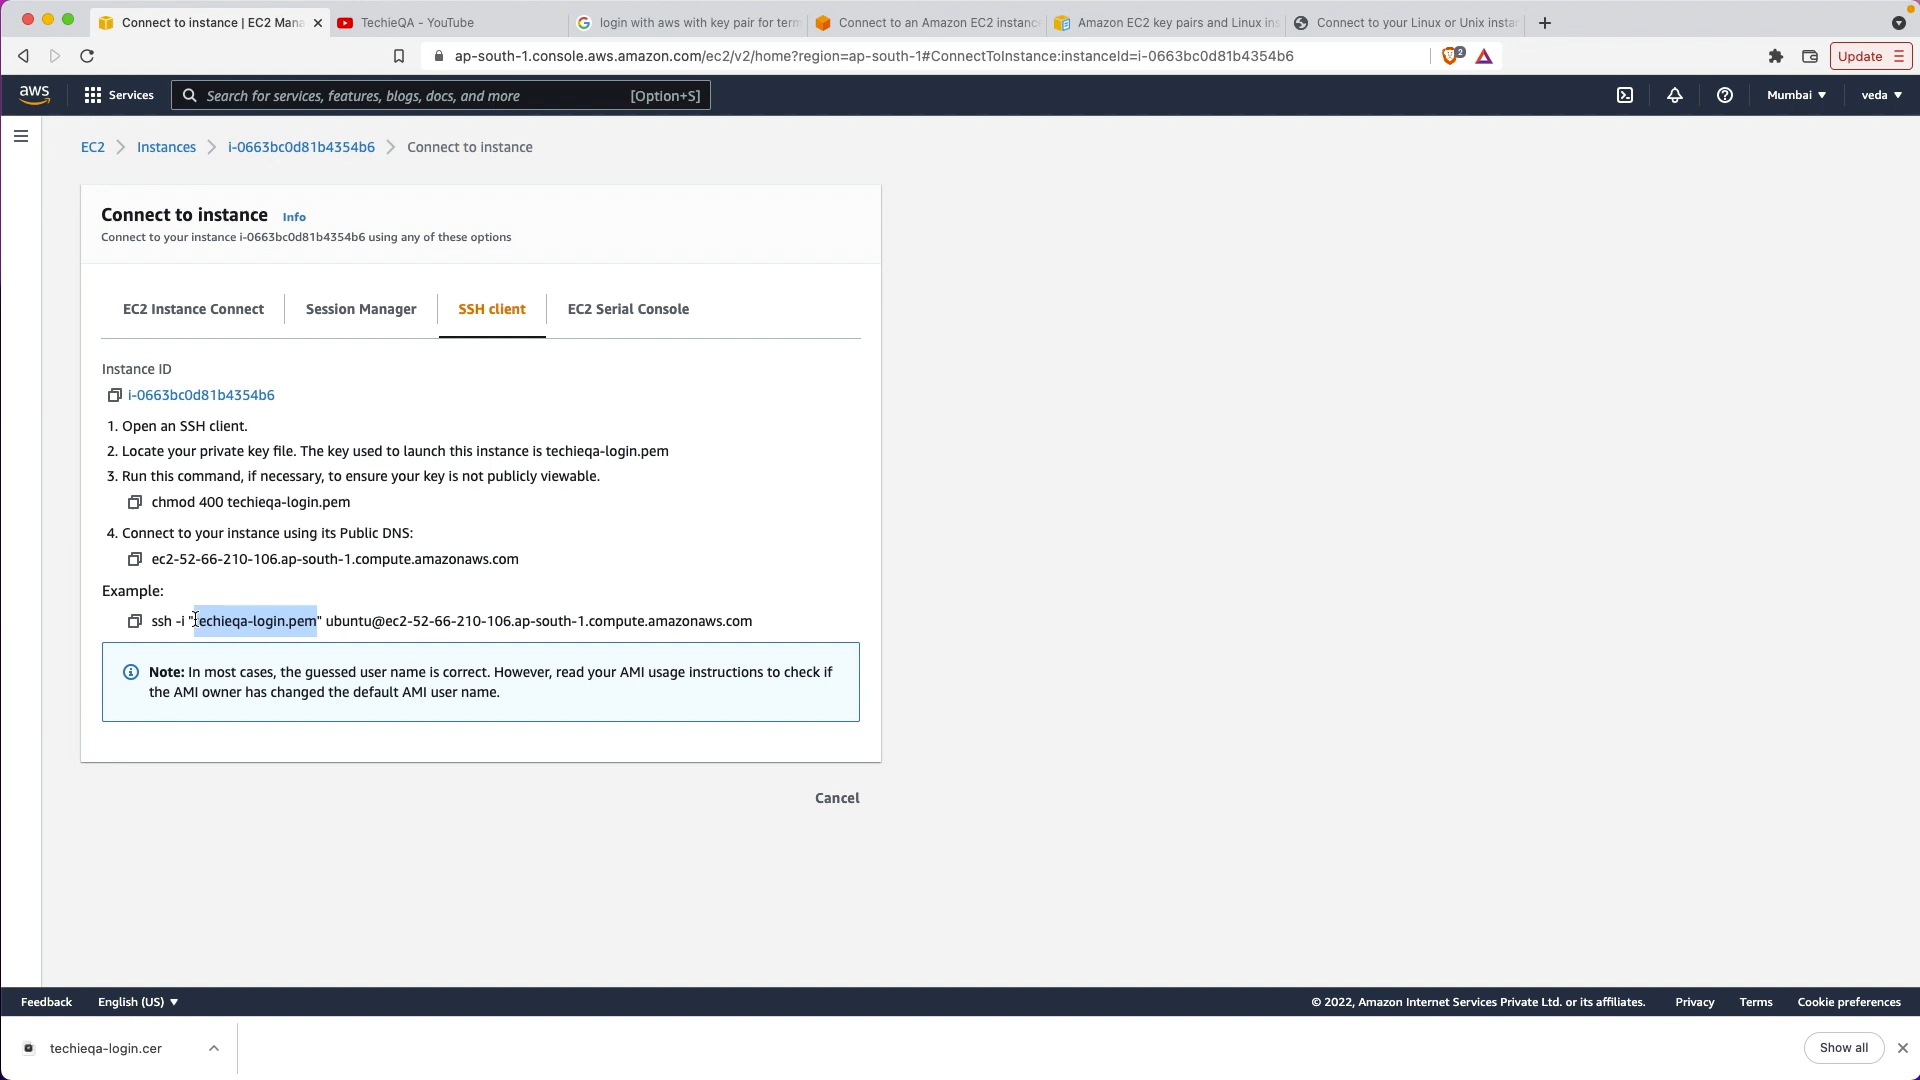 Connect to instance | EC2 Mana
TechieQA - YouTube
login with aws with key pair for term
Connect to an Amazon EC2 instance
Amazon EC2 key pairs and Linux ins
Connect to your Linux or Unix instan
ap-south-1.console.aws.amazon.com/ec2/v2/home?region=ap-south-1#ConnectToInstance:instanceId=i-0663bc0d81b4354b6
2
Update
aws
Services
Search for services, features, blogs, docs, and more
[Option+S]
Mumbai
veda
EC2
Instances
i-0663bc0d81b4354b6
Connect to instance
Connect to instance Info
Connect to your instance i-0663bc0d81b4354b6 using any of these options
EC2 Instance Connect
Session Manager
SSH client
EC2 Serial Console
Instance ID
i-0663bc0d81b4354b6
1. Open an SSH client.
2. Locate your private key file. The key used to launch this instance is techieqa-login.pem
3. Run this command, if necessary, to ensure your key is not publicly viewable.
chmod 400 techieqa-login.pem
4. Connect to your instance using its Public DNS:
ec2-52-66-210-106.ap-south-1.compute.amazonaws.com
Example:
ssh -i "techieqa-login.pem" ubuntu@ec2-52-66-210-106.ap-south-1.compute.amazonaws.com
Note: In most cases, the guessed user name is correct. However, read your AMI usage instructions to check if
the AMI owner has changed the default AMI user name.
Cancel
Feedback
English (US)
© 2022, Amazon Internet Services Private Ltd. or its affiliates.
Privacy
Terms
Cookie preferences
techieqa-login.cer
Show all